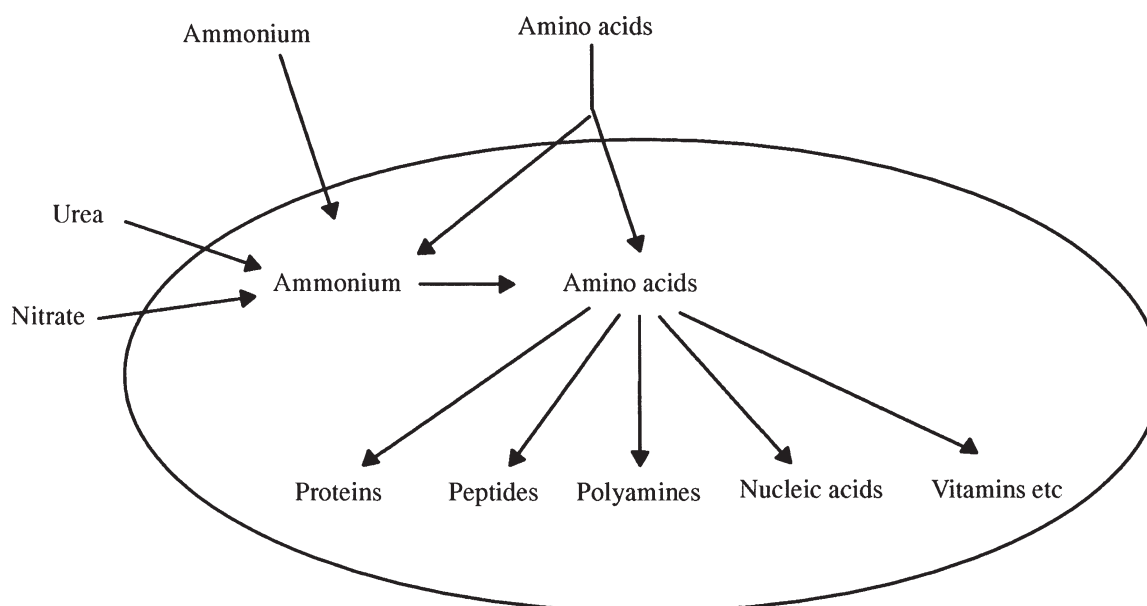 Ammonium
Amino acids
Urea
Ammonium
Amino acids
Nitrate
Proteins
Peptides
Polyamines
Nucleic acids
Vitamins etc